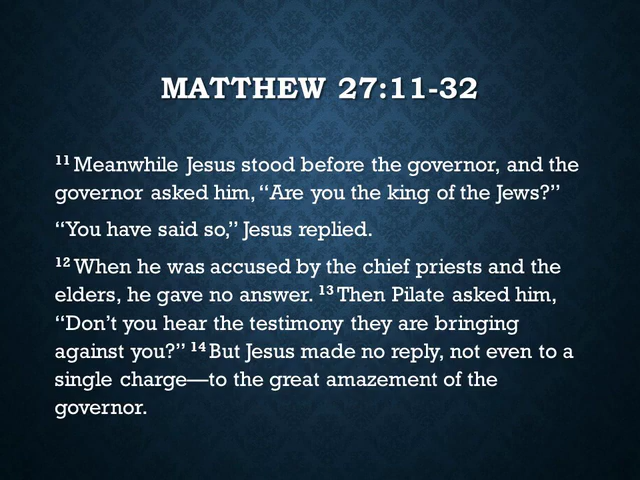 MATTHEW 27:11-32
11 Meanwhile Jesus stood before the governor, and the
governor asked him, “Are you the king of the Jews?”
“You have said so,” Jesus replied.
12 When he was accused by the chief priests and the
elders, he gave no answer. 13 Then Pilate asked him,
“Don’t you hear the testimony they are bringing
against you?” 14 But Jesus made no reply, not even to a
single charge—to the great amazement of the
governor.